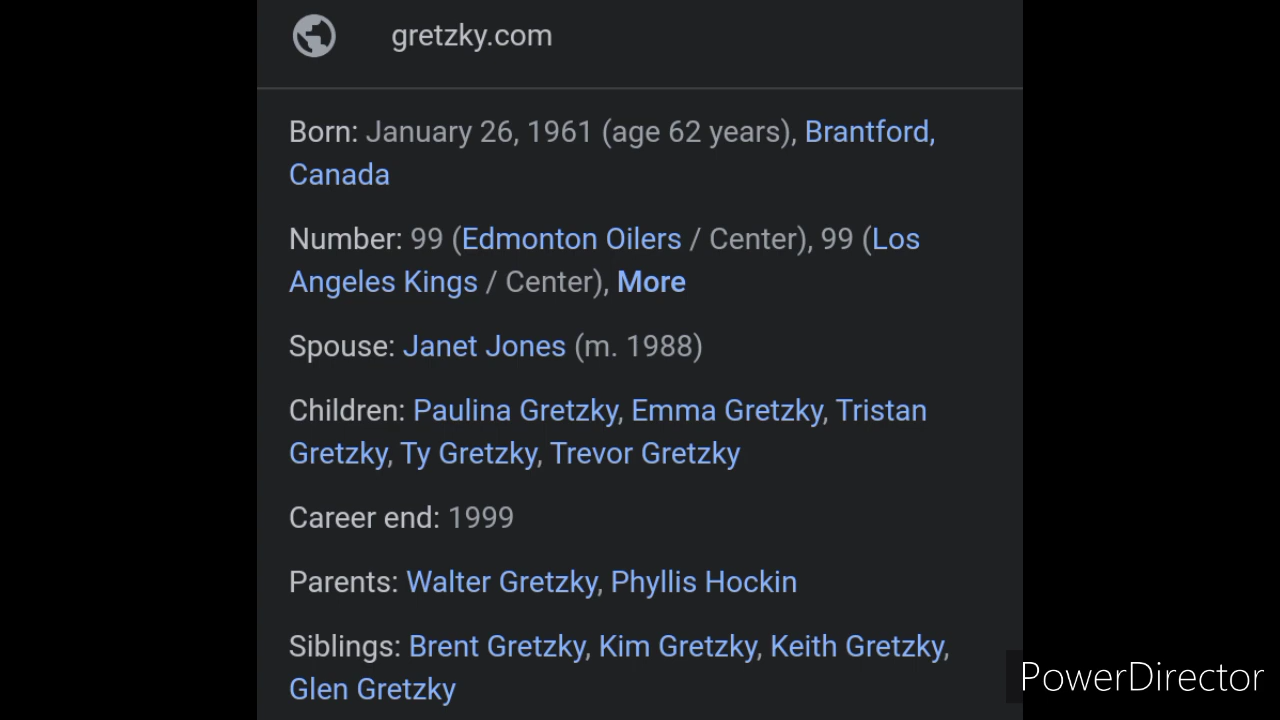 gretzky.com
Born: January 26, 1961 (age 62 years), Brantford,
Canada
Number: 99 (Edmonton Oilers / Center), 99 (Los
Angeles Kings / Center), More
Spouse: Janet Jones (m. 1988)
Children: Paulina Gretzky, Emma Gretzky, Tristan
Gretzky, Ty Gretzky, Trevor Gretzky
Career end: 1999
Parents: Walter Gretzky, Phyllis Hockin
Siblings: Brent Gretzky, Kim Gretzky, Keith Gretzky,
Glen Gretzky
PowerDirector